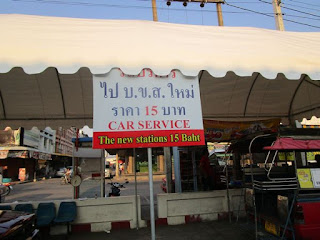 ไป บ.ข.ส. ใหม่
ราคา 15 บาท
CAR SERVICE
The new stations 15 Baht